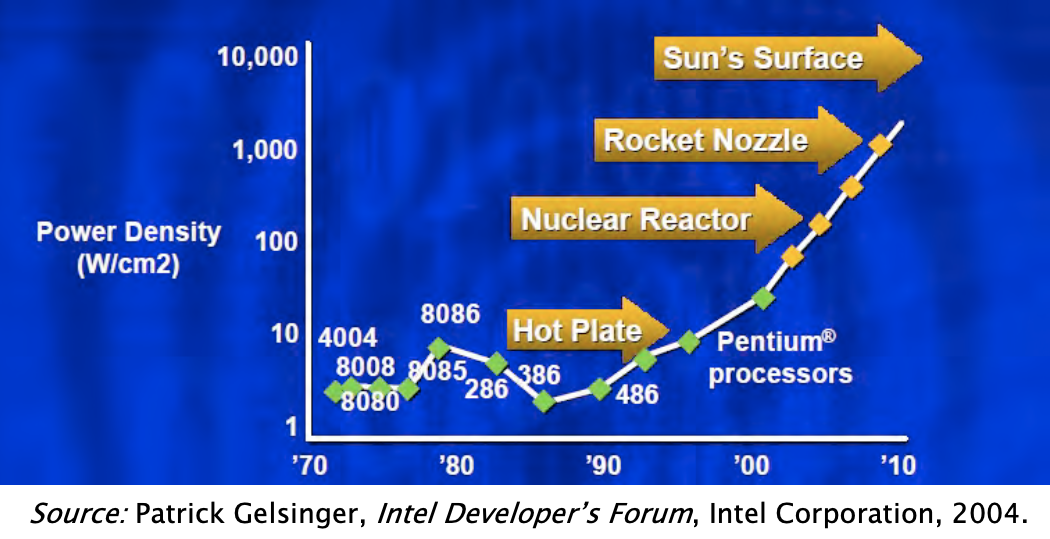 10,000
Sun's Surface
1,000
Rocket Nozzle
Power Density
(W/cm2)
100
Nuclear Reactor
8086
10
4004
Hot Plate
Pentium®
processors
8008
8085
8080
286
386
486
1
'70
'80
'90
'00
'10
Source: Patrick Gelsinger, Intel Developer's Forum, Intel Corporation, 2004.